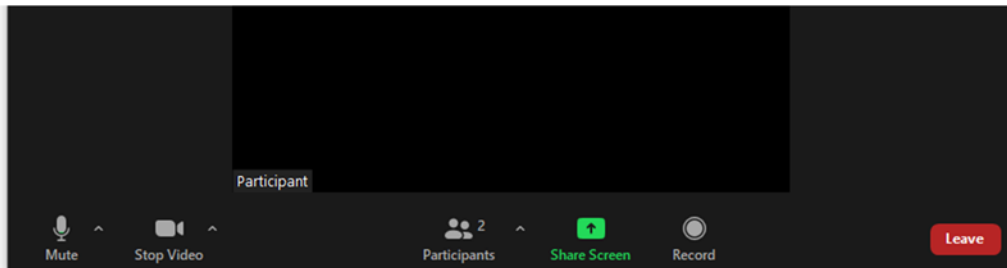 Participant
2
Mute
Stop Video
Participants
Share Screen
Record
Leave